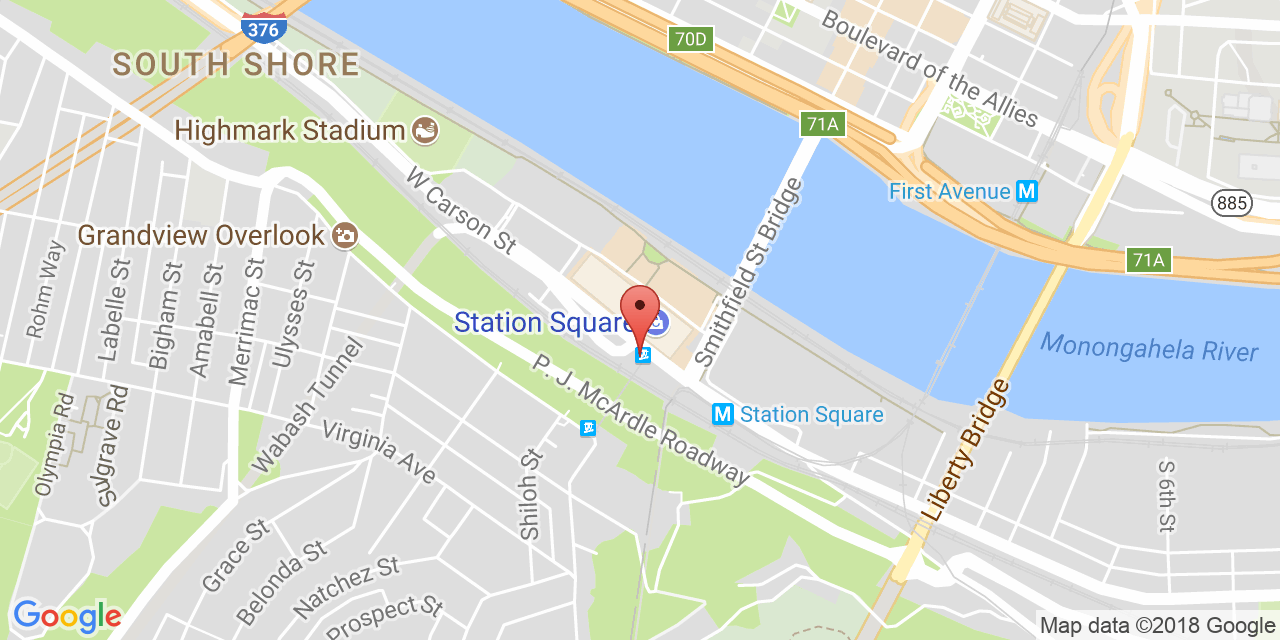 376
70D
SOUTH SHORE
Boulevard of the Allies
Highmark Stadium
71A
W Carson St
First Avenue M
885
Grandview Overlook
Smithfield St Bridge
71A
Rohm Way
Labelle St
Bigham St
Amabell St
Merrimac St
Ulysses St
Station Square
Monongahela River
Wabash Tunnel
P. J. McArdle Roadway
M Station Square
Olympia Rd
Sulgrave Rd
Virginia Ave
Shiloh St
Liberty Bridge
S 6th St
Grace St
Belonda St
Natchez St
Prospect St
Google
Map data ©2018 Google